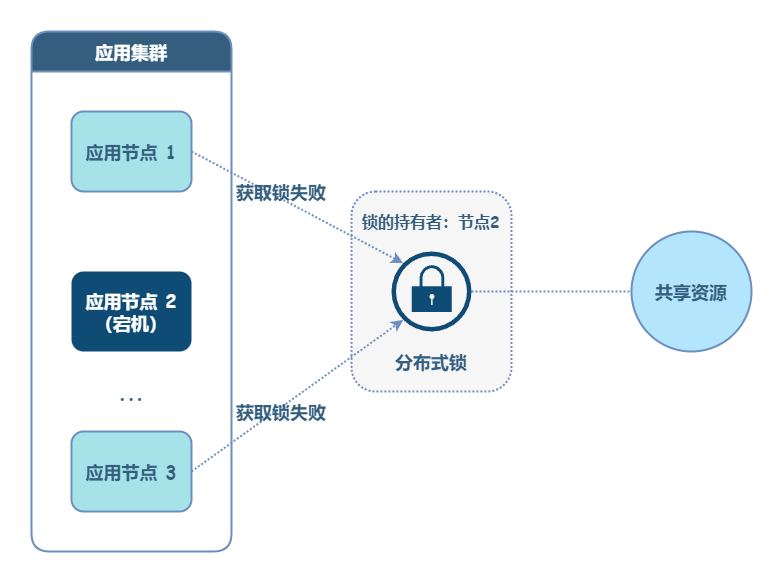 应用集群
应用节点 1
获取锁失败
锁的持有者：节点2
应用节点 2
（宕机）
共享资源
分布式锁
...
获取锁失败
应用节点 3